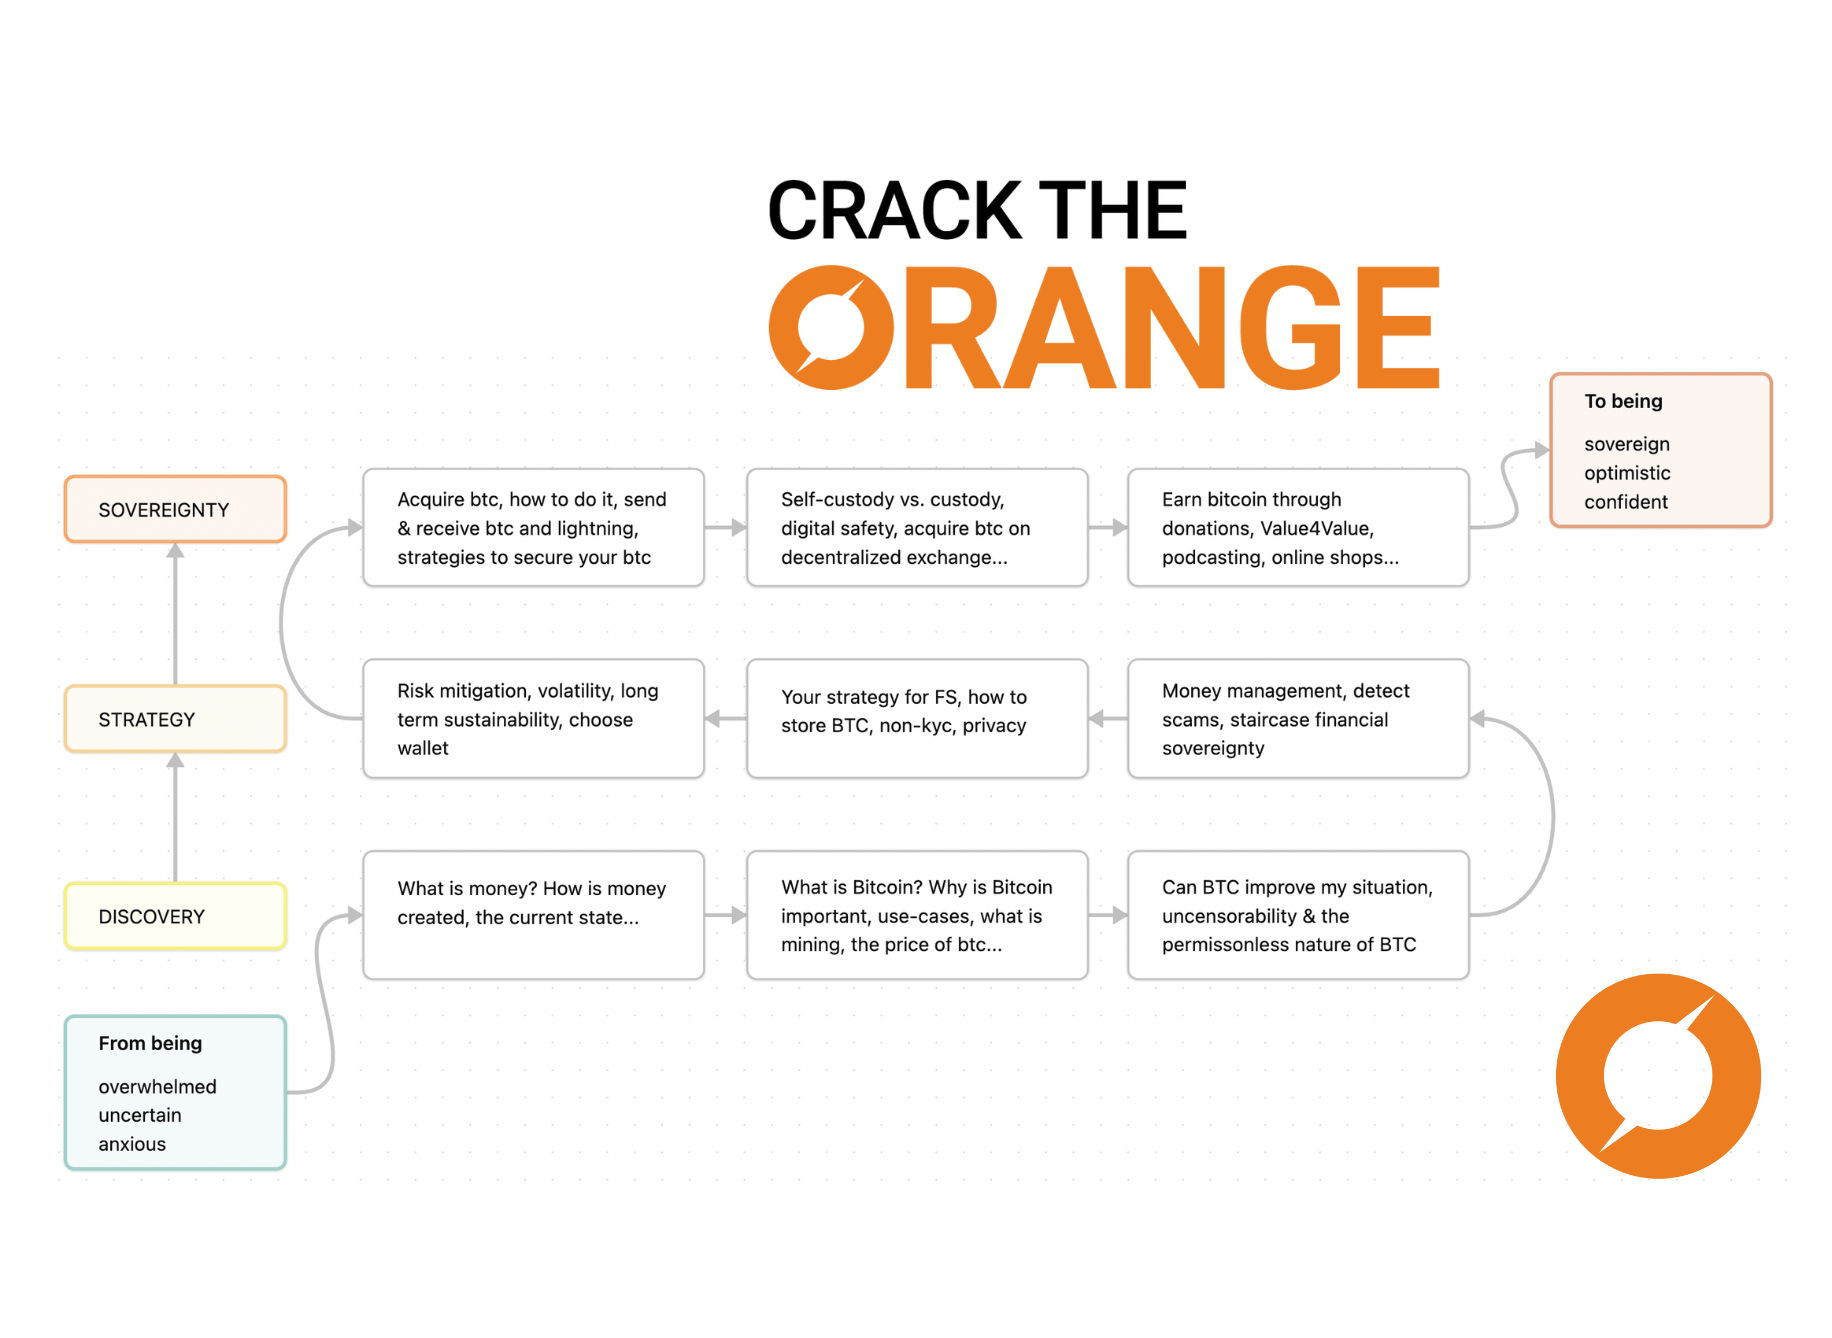 CRACK THE
ORANGE
To being
sovereign
optimistic
confident
SOVEREIGNTY
Acquire btc, how to do it, send
& receive btc and lightning,
strategies to secure your btc
Self-custody vs. custody,
digital safety, acquire btc on
decentralized exchange...
Earn bitcoin through
donations, Value4Value,
podcasting, online shops...
STRATEGY
Risk mitigation, volatility, long
term sustainability, choose
wallet
Your strategy for FS, how to
store BTC, non-kyc, privacy
Money management, detect
scams, staircase financial
sovereignty
DISCOVERY
What is money? How is money
created, the current state...
What is Bitcoin? Why is Bitcoin
important, use-cases, what is
mining, the price of btc...
Can BTC improve my situation,
uncensorability & the
permissonless nature of BTC
From being
overwhelmed
uncertain
anxious